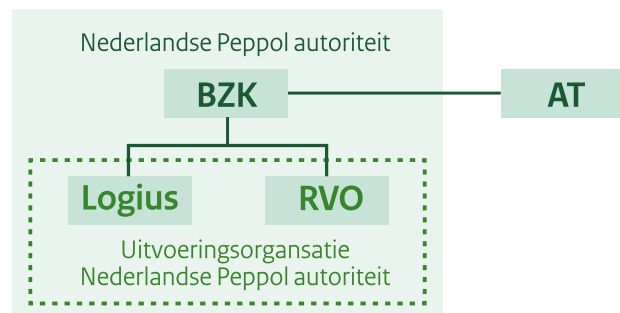 Nederlandse Peppol autoriteit
BZK
AT
Logius
RVO
Uitvoeringsorgansatie
Nederlandse Peppol autoriteit